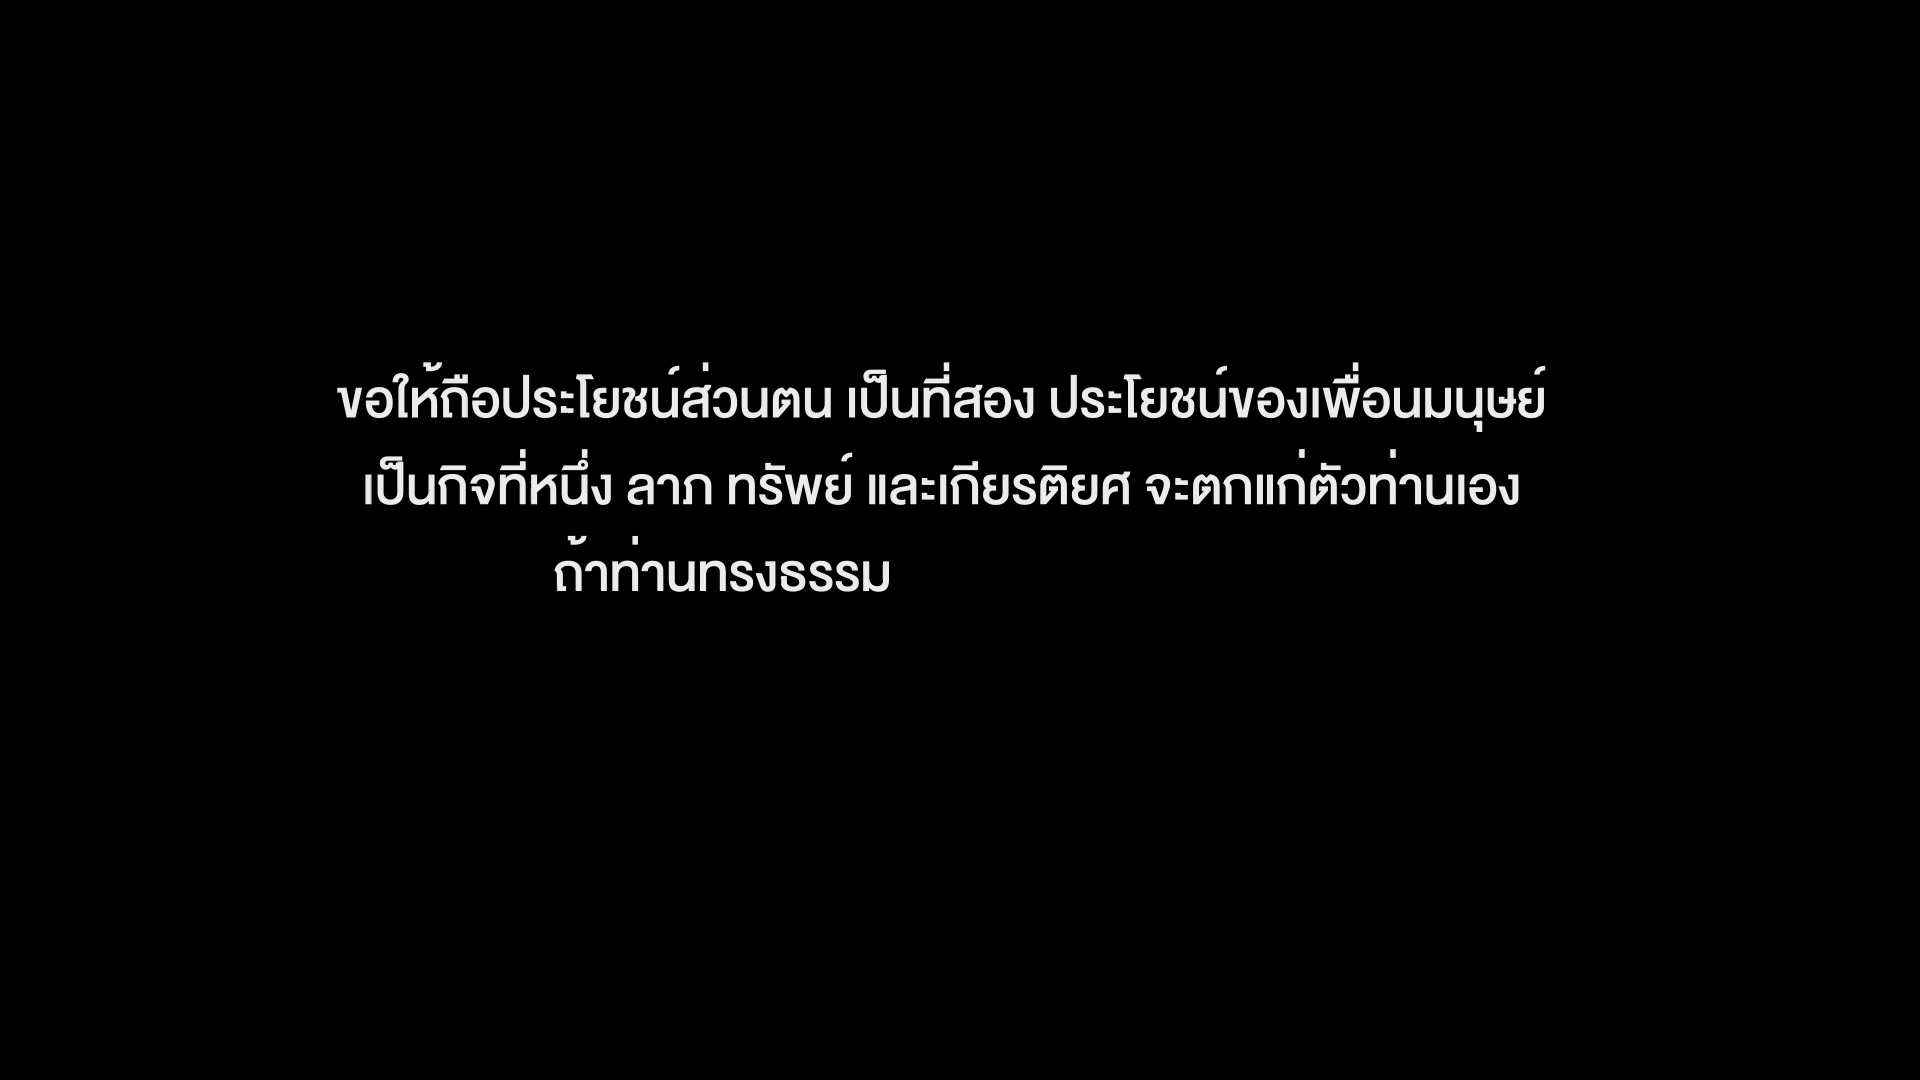 ขอให้ถือประโยชน์ส่วนตน เป็นที่สอง ประโยชน์ของเพื่อนมนุษย์
เป็นกิจที่หนึ่ง ลาภ ทรัพย์ และเกียรติยศ จะตกแก่ตัวท่านเอง
ถ้าท่านทรงธรรม